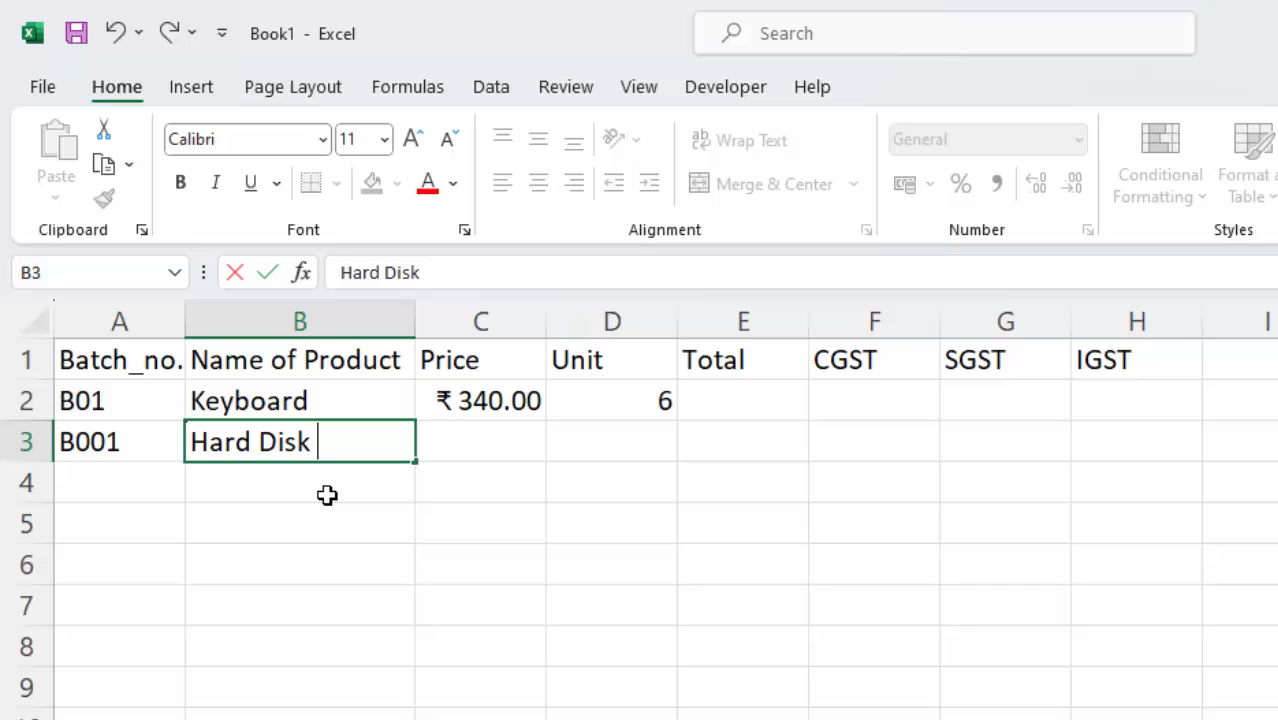 Book1 - Excel
Search
File Home Insert Page Layout Formulas Data Review View Developer Help
Paste
Calibri 11
B I U A
Wrap Text
Merge & Center
General
% ,
Conditional Formatting
Format a
Table
Clipboard Font Alignment Number Styles
B3 fx Hard Disk
A B C D E F G H I
1 Batch_no. Name of Product Price Unit Total CGST SGST IGST
2 B01 Keyboard ₹ 340.00 6
3 B001 Hard Disk
4
5
6
7
8
9